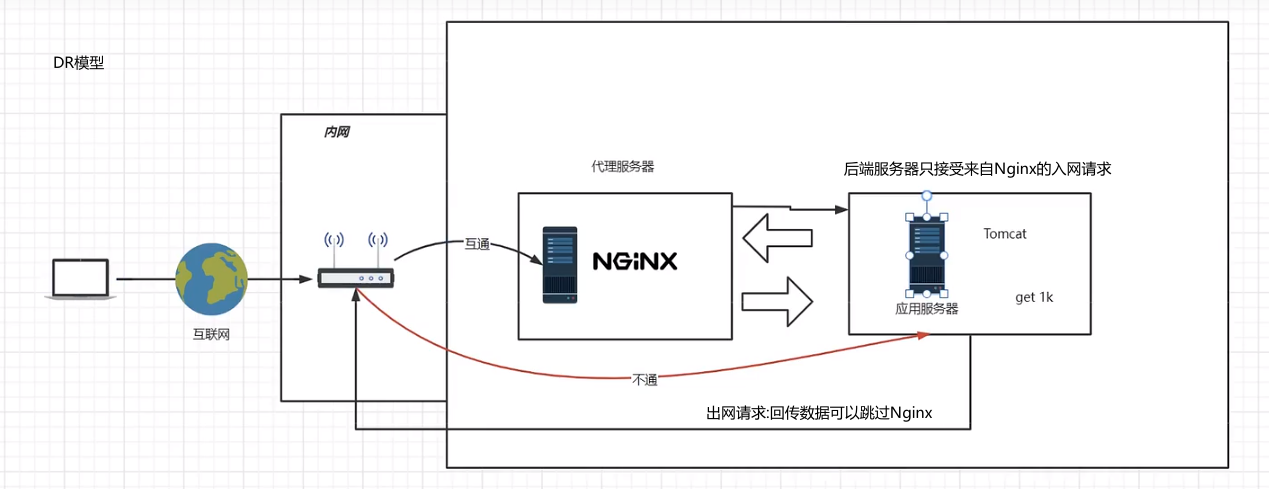 DR模型
内网
代理服务器
后端服务器只接受来自Nginx的入网请求
互通
NGiNX
Tomcat
get 1k
应用服务器
互联网
不通
出网请求:回传数据可以跳过Nginx